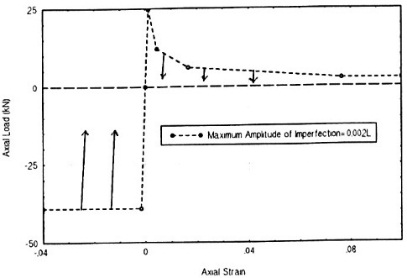 25
0
-25
-50
-.04
0
.04
.08
Axial Load (kN)
Axial Strain
Maximum Amplitude of Imperfection=0.002L